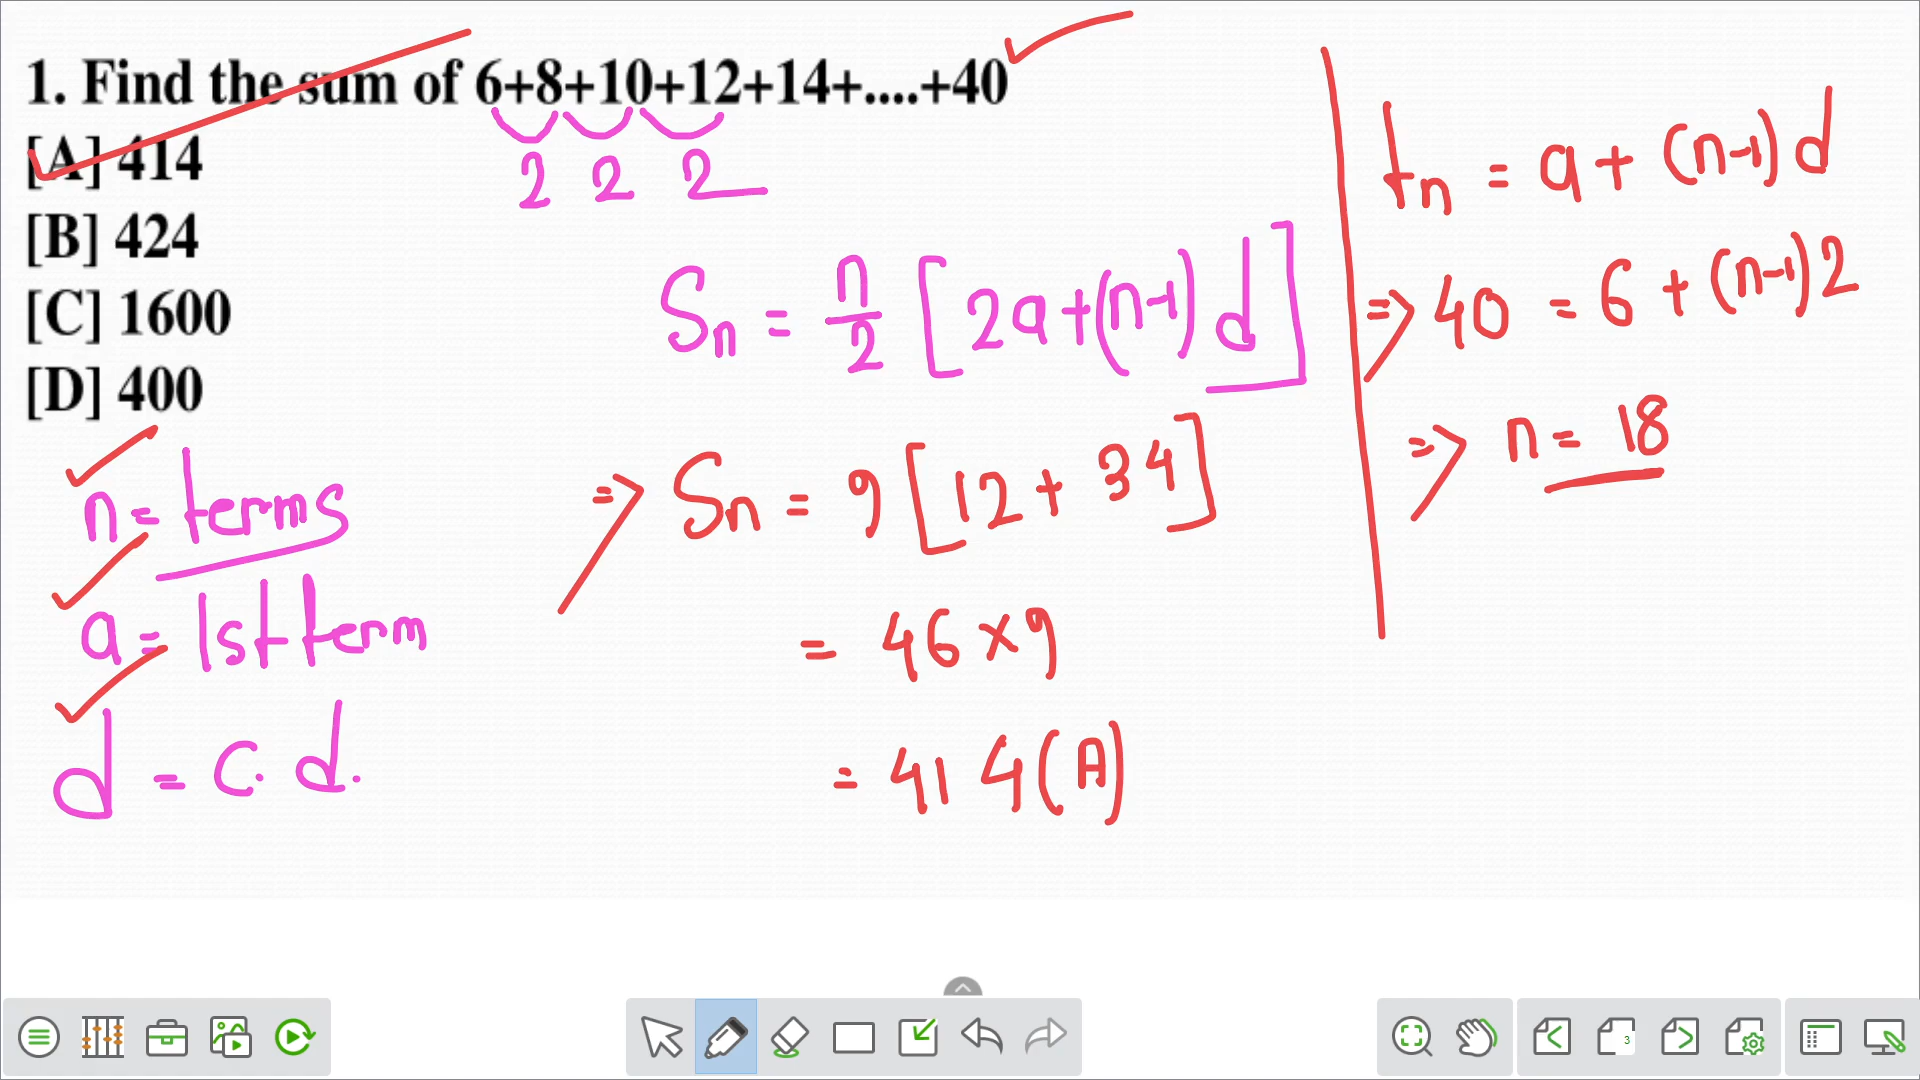 1. Find the sum of 6+8+10+12+14+....+40
2 2 2
[A] 414
[B] 424
[C] 1600
[D] 400
n = terms
a = 1st term
d = c.d.
Sn = n/2 [2a+(n-1)d]
=> Sn = 9[12+34]
= 46×9
= 414(A)
tn = a+(n-1)d
=> 40 = 6+(n-1)2
=> n = 18
3